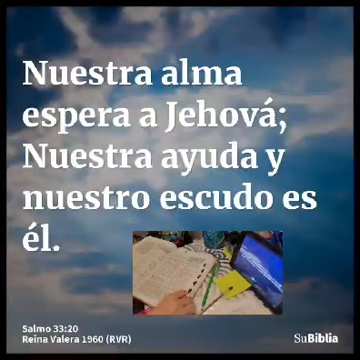 Nuestra alma
espera a Jehová;
Nuestra ayuda y
nuestro escudo es
él.
Salmo 33:20
Reina Valera 1960 (RVR)
SuBiblia